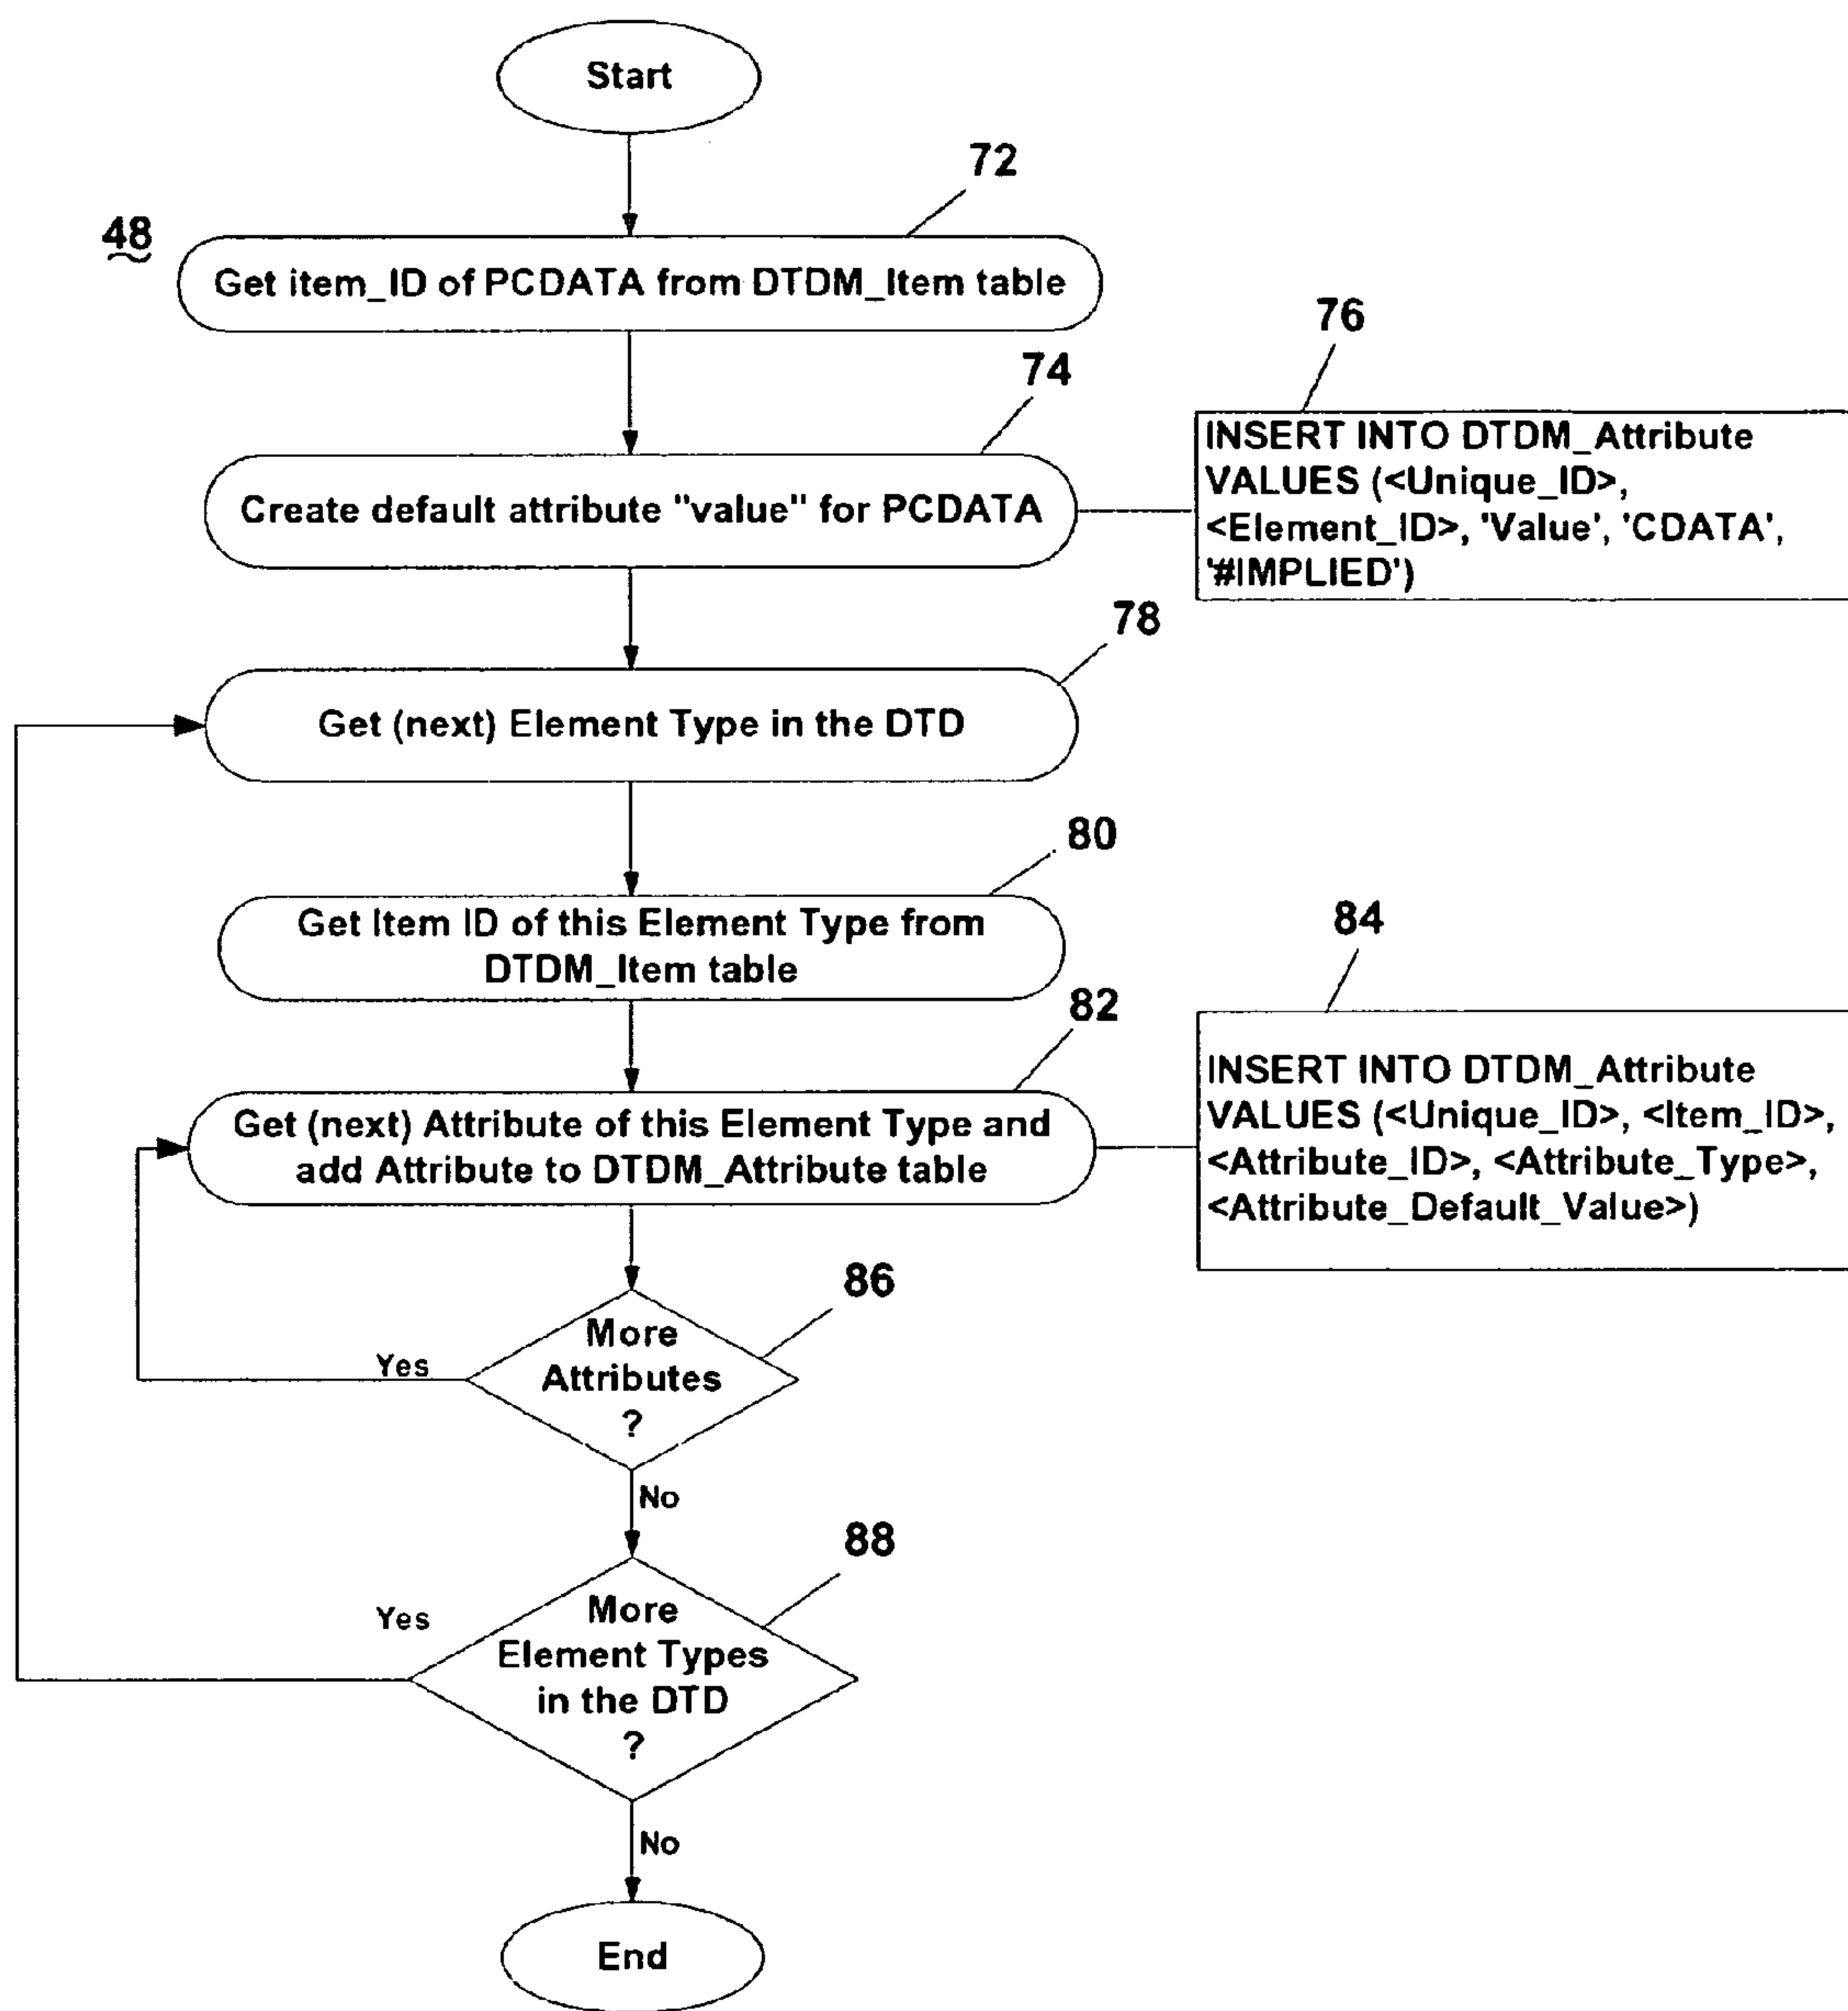 Start
72
48
Get item_ID of PCDATA from DTDM_Item table
76
74
INSERT INTO DTDM_Attribute
VALUES (<Unique_ID>,
<Element_ID>, 'Value', 'CDATA',
'#IMPLIED')
Create default attribute "value" for PCDATA
78
Get (next) Element Type in the DTD
80
Get Item ID of this Element Type from
DTDM_Item table
84
82
INSERT INTO DTDM_Attribute
VALUES (<Unique_ID>, <Item_ID>,
<Attribute_ID>, <Attribute_Type>,
<Attribute_Default_Value>)
Get (next) Attribute of this Element Type and
add Attribute to DTDM_Attribute table
86
More
Attributes
?
Yes
No
88
More
Element Types
in the DTD
?
Yes
No
End